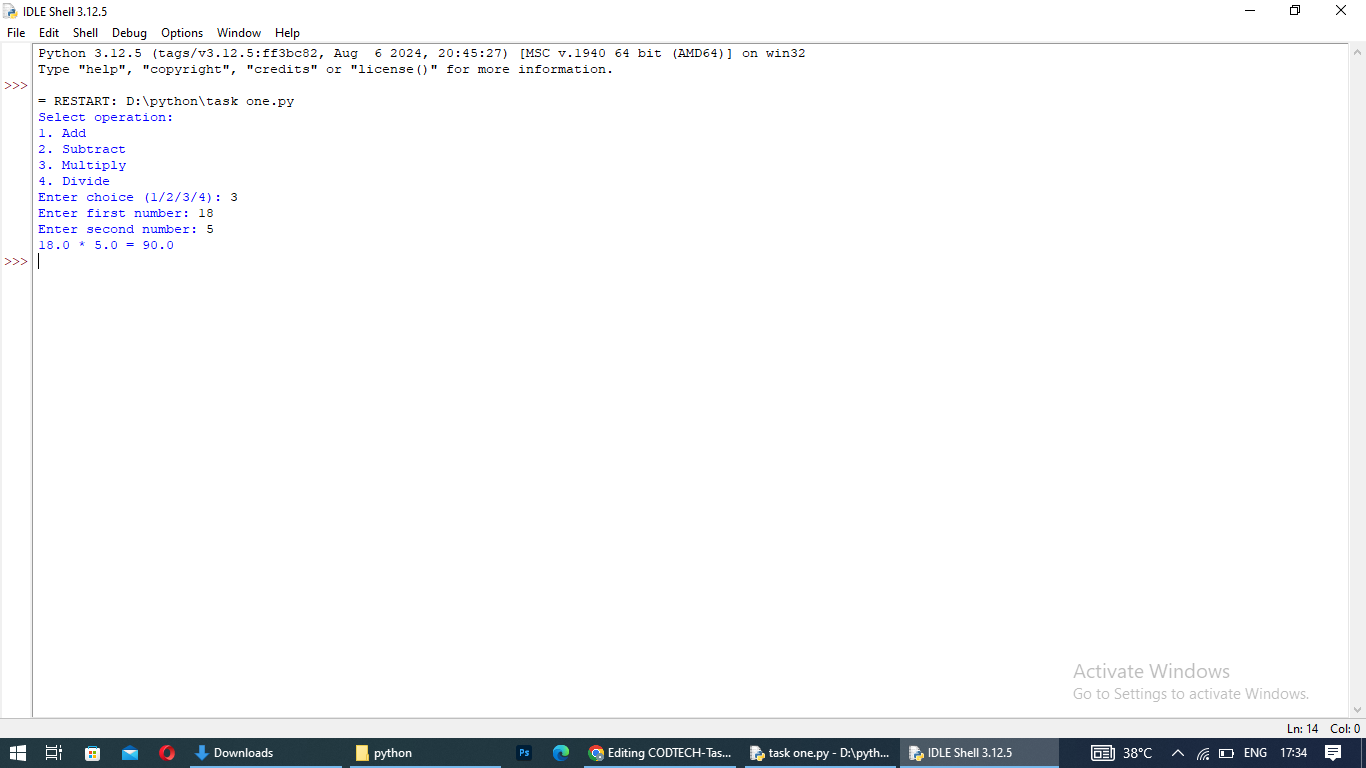 IDLE Shell 3.12.5
File Edit Shell Debug Options Window Help
Python 3.12.5 (tags/v3.12.5:ff3bc82, Aug  6 2024, 20:45:27) [MSC v.1940 64 bit (AMD64)] on win32
Type "help", "copyright", "credits" or "license()" for more information.
>>>
= RESTART: D:\python\task one.py
Select operation:
1. Add
2. Subtract
3. Multiply
4. Divide
Enter choice (1/2/3/4): 3
Enter first number: 18
Enter second number: 5
18.0 * 5.0 = 90.0
>>>
Activate Windows
Go to Settings to activate Windows.
Ln: 14 Col: 0
Downloads python Ps Editing CODTECH-Tas... task one.py - D:\pyth... IDLE Shell 3.12.5 38°C ENG 17:34